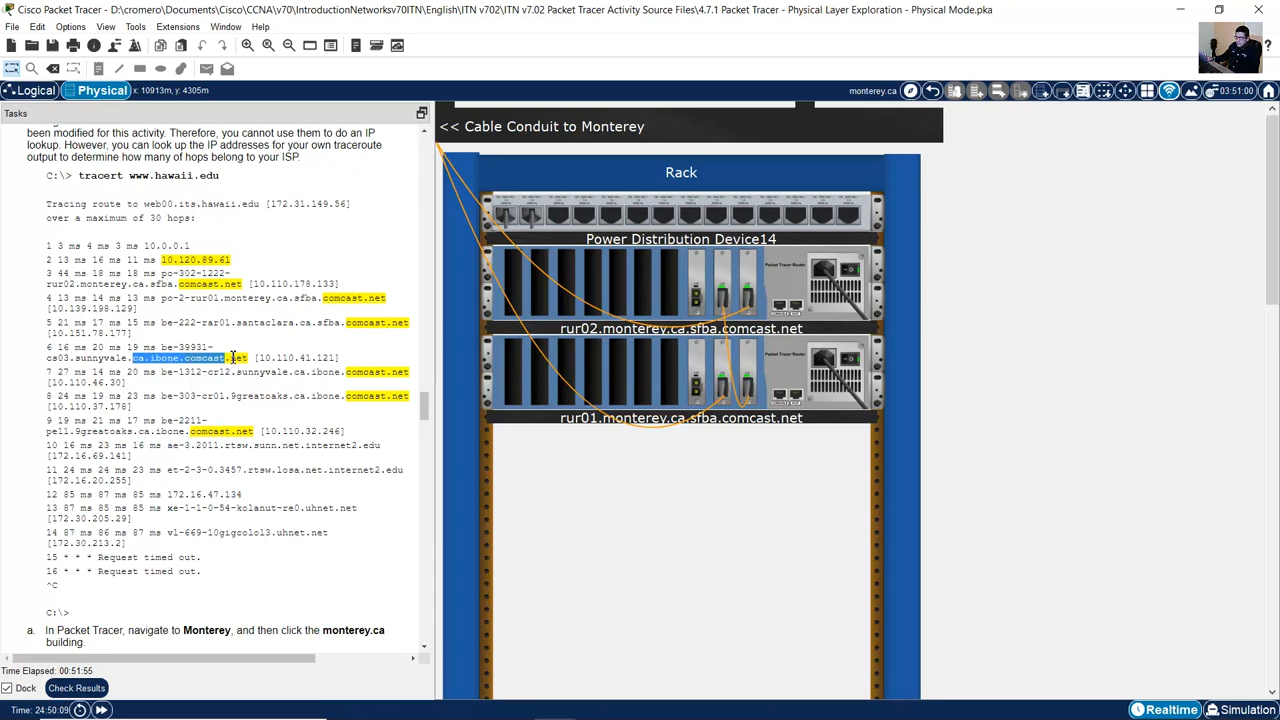 Cisco Packet Tracer - D:\cromero\Documents\Cisco\CCNA\v70\IntroductionNetworksv70ITN\English\ITN v702\ITN v7.02 Packet Tracer Activity Source Files\4.7.1 Packet Tracer - Physical Layer Exploration - Physical Mode.pka
File Edit Options View Tools Extensions Window Help
Logical Physical x: 10913m, y: 4305m monterey.ca 03:51:00
Tasks
been modified for this activity. Therefore, you cannot use them to do an IP
lookup. However, you can look up the IP addresses for your own traceroute
output to determine how many of hops belong to your ISP.
C:\> tracert www.hawaii.edu
Tracing route to web00.its.hawaii.edu [172.31.149.56]
over a maximum of 30 hops:
1 3 ms 4 ms 3 ms 10.0.0.1
2 13 ms 16 ms 11 ms 10.120.89.61
3 44 ms 18 ms 18 ms po-302-1222-
rur02.monterey.ca.sfba.comcast.net [10.110.178.133]
4 13 ms 14 ms 13 ms po-2-rur01.monterey.ca.sfba.comcast.net
[10.139.198.129]
5 21 ms 17 ms 15 ms be-222-rar01.santaclara.ca.sfba.comcast.net
[10.151.78.177]
6 16 ms 20 ms 19 ms be-39931-
cs03.sunnyvale.ca.ibone.comcast.net [10.110.41.121]
7 27 ms 14 ms 20 ms be-1312-cr12.sunnyvale.ca.ibone.comcast.net
[10.110.46.30]
8 24 ms 19 ms 23 ms be-303-cr01.9greatoaks.ca.ibone.comcast.net
[10.110.37.178]
9 19 ms 21 ms 17 ms be-2211-
pe11.9greatoaks.ca.ibone.comcast.net [10.110.32.246]
10 16 ms 23 ms 16 ms ae-3.2011.rtsw.sunn.net.internet2.edu
[172.16.69.141]
11 24 ms 24 ms 23 ms et-2-3-0.3457.rtsw.losa.net.internet2.edu
[172.16.20.255]
12 85 ms 87 ms 85 ms 172.16.47.134
13 87 ms 85 ms 85 ms xe-1-1-0-54-kolanut-re0.uhnet.net
[172.30.205.29]
14 87 ms 86 ms 87 ms vl-669-10gigcolol3.uhnet.net
[172.30.213.2]
15 * * * Request timed out.
16 * * * Request timed out.
^C
C:\>
a. In Packet Tracer, navigate to Monterey, and then click the monterey.ca
building.
Time Elapsed: 00:51:55
Dock Check Results
Time: 24:50:09
<< Cable Conduit to Monterey
Rack
Power Distribution Device14
Packet Tracer Router
rur02.monterey.ca.sfba.comcast.net
Packet Tracer Router
rur01.monterey.ca.sfba.comcast.net
Realtime Simulation